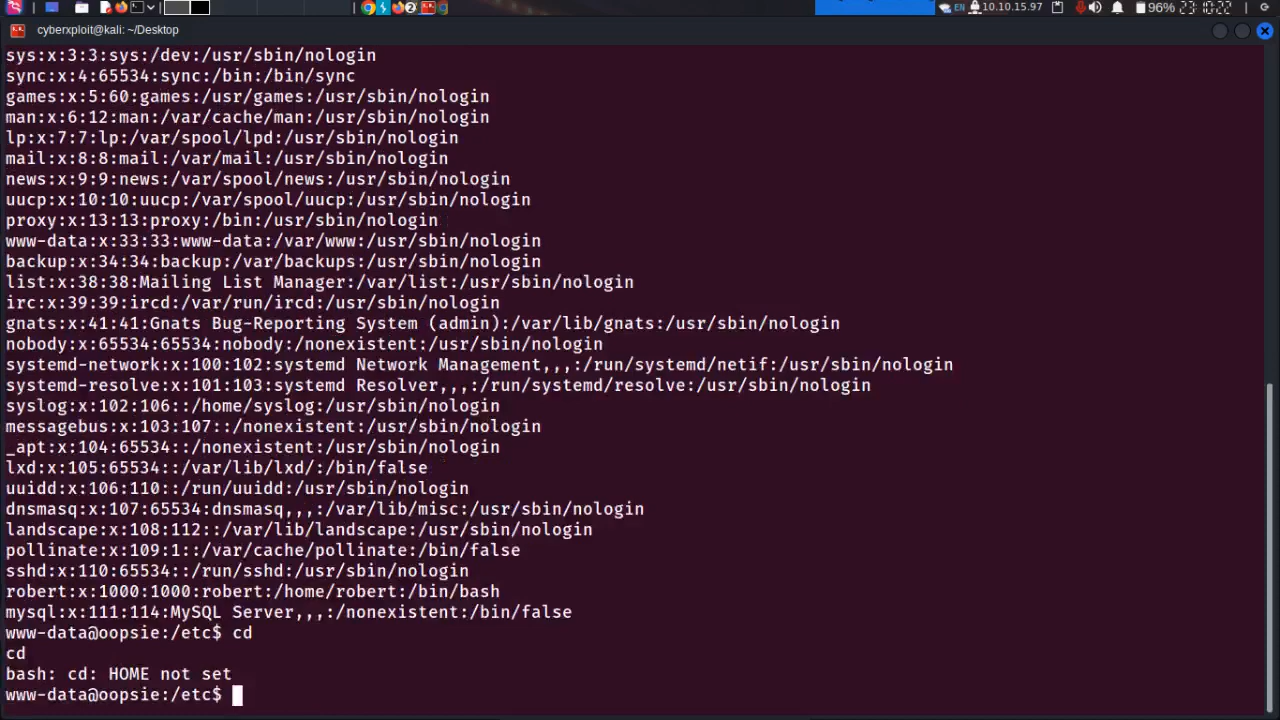 EN
10.10.15.97
96%
23:10:22
cyberxploit@kali: ~/Desktop
sys:x:3:3:sys:/dev:/usr/sbin/nologin
sync:x:4:65534:sync:/bin:/bin/sync
games:x:5:60:games:/usr/games:/usr/sbin/nologin
man:x:6:12:man:/var/cache/man:/usr/sbin/nologin
lp:x:7:7:lp:/var/spool/lpd:/usr/sbin/nologin
mail:x:8:8:mail:/var/mail:/usr/sbin/nologin
news:x:9:9:news:/var/spool/news:/usr/sbin/nologin
uucp:x:10:10:uucp:/var/spool/uucp:/usr/sbin/nologin
proxy:x:13:13:proxy:/bin:/usr/sbin/nologin
www-data:x:33:33:www-data:/var/www:/usr/sbin/nologin
backup:x:34:34:backup:/var/backups:/usr/sbin/nologin
list:x:38:38:Mailing List Manager:/var/list:/usr/sbin/nologin
irc:x:39:39:ircd:/var/run/ircd:/usr/sbin/nologin
gnats:x:41:41:Gnats Bug-Reporting System (admin):/var/lib/gnats:/usr/sbin/nologin
nobody:x:65534:65534:nobody:/nonexistent:/usr/sbin/nologin
systemd-network:x:100:102:systemd Network Management,,,:/run/systemd/netif:/usr/sbin/nologin
systemd-resolve:x:101:103:systemd Resolver,,,:/run/systemd/resolve:/usr/sbin/nologin
syslog:x:102:106::/home/syslog:/usr/sbin/nologin
messagebus:x:103:107::/nonexistent:/usr/sbin/nologin
_apt:x:104:65534::/nonexistent:/usr/sbin/nologin
lxd:x:105:65534::/var/lib/lxd/:/bin/false
uuidd:x:106:110::/run/uuidd:/usr/sbin/nologin
dnsmasq:x:107:65534:dnsmasq,,,:/var/lib/misc:/usr/sbin/nologin
landscape:x:108:112::/var/lib/landscape:/usr/sbin/nologin
pollinate:x:109:1::/var/cache/pollinate:/bin/false
sshd:x:110:65534::/run/sshd:/usr/sbin/nologin
robert:x:1000:1000:robert:/home/robert:/bin/bash
mysql:x:111:114:MySQL Server,,,:/nonexistent:/bin/false
www-data@oopsie:/etc$ cd
cd
bash: cd: HOME not set
www-data@oopsie:/etc$